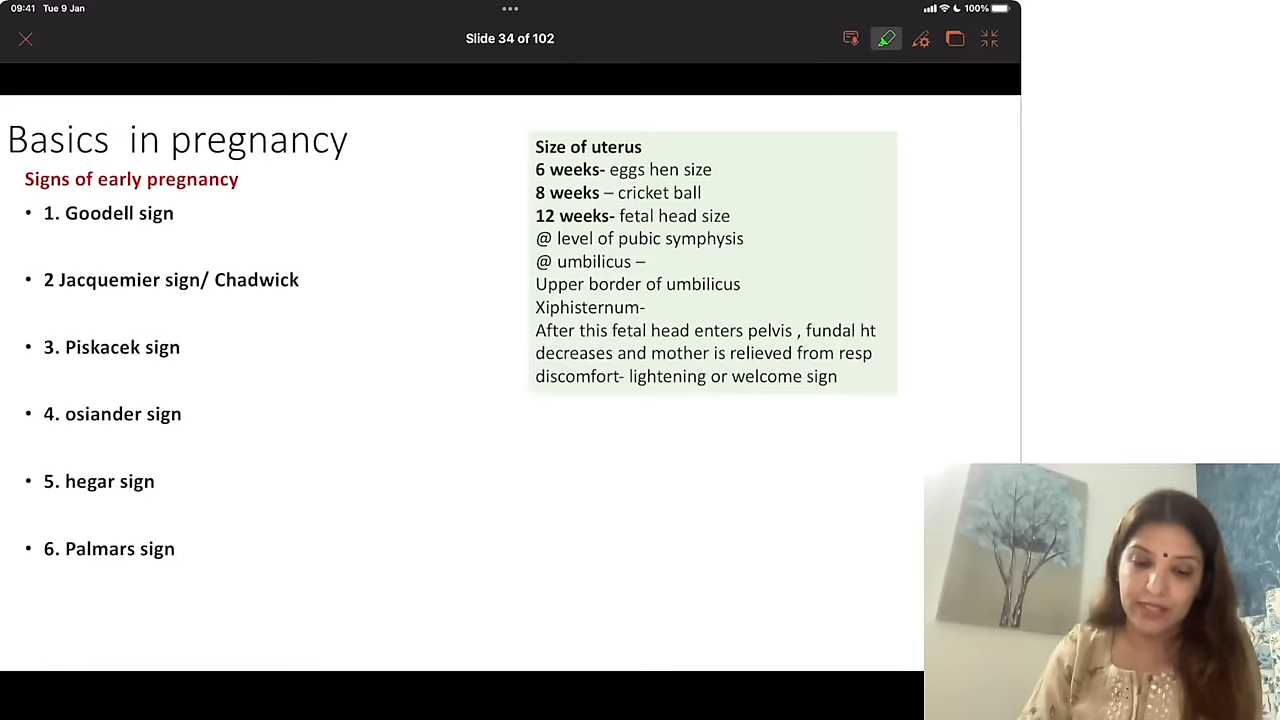 09:41 Tue 9 Jan
100%
Slide 34 of 102
Basics in pregnancy
Signs of early pregnancy
• 1. Goodell sign
• 2 Jacquemier sign/ Chadwick
• 3. Piskacek sign
• 4. osiander sign
• 5. hegar sign
• 6. Palmars sign
Size of uterus
6 weeks- eggs hen size
8 weeks – cricket ball
12 weeks- fetal head size
@ level of pubic symphysis
@ umbilicus –
Upper border of umbilicus
Xiphisternum-
After this fetal head enters pelvis , fundal ht
decreases and mother is relieved from resp
discomfort- lightening or welcome sign